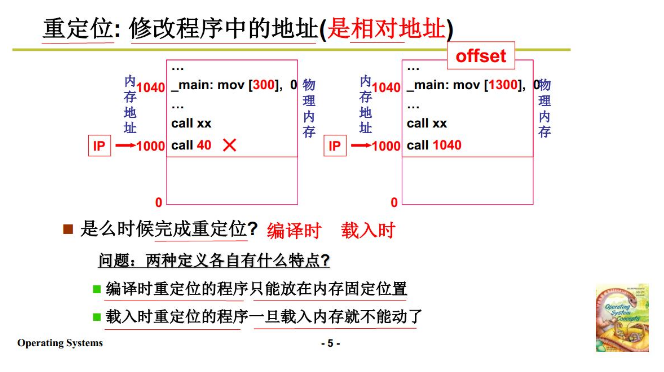 重定位: 修改程序中的地址(是相对地址)
offset
内存地址
1040
...
_main: mov [300], 0
...
call xx
IP
1000
call 40
0
物理内存
内存地址
1040
...
_main: mov [1300], 0
...
call xx
IP
1000
call 1040
0
物理内存
是么时候完成重定位? 编译时 载入时
问题：两种定义各自有什么特点?
编译时重定位的程序只能放在内存固定位置
载入时重定位的程序一旦载入内存就不能动了
Operating Systems
- 5 -
Operating
System
Concepts